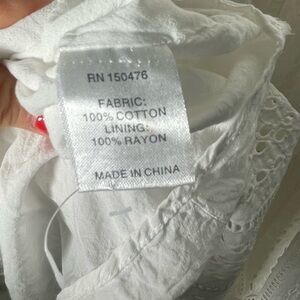 RN 150476
FABRIC:
100% COTTON
LINING:
100% RAYON
MADE IN CHINA